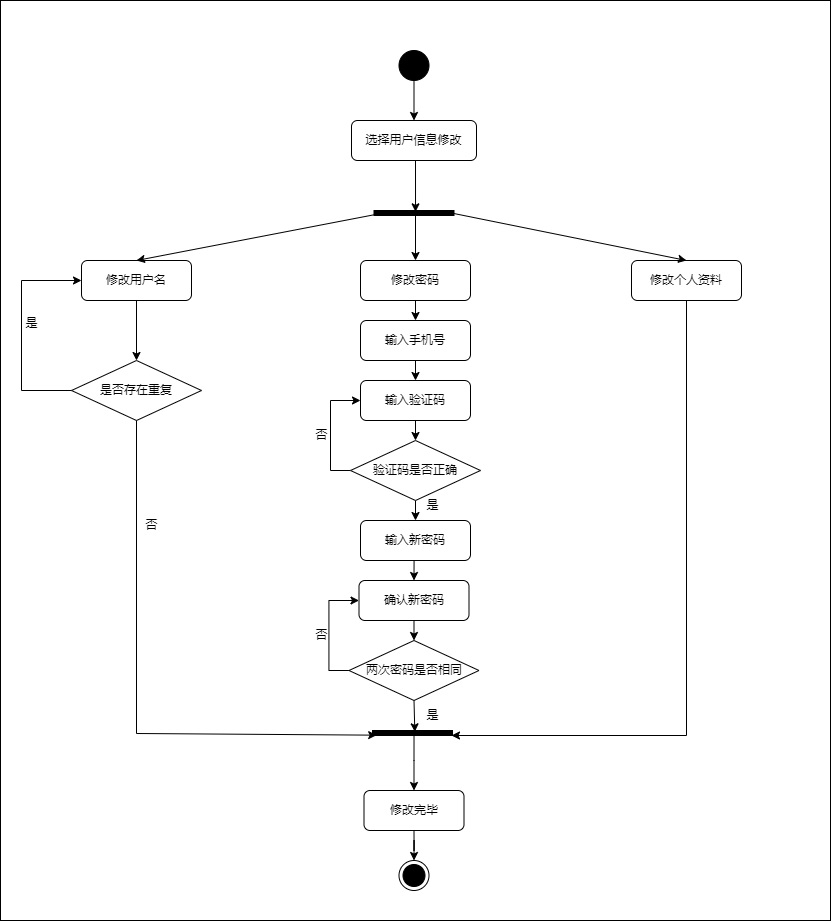 选择用户信息修改
修改用户名
修改密码
修改个人资料
是
输入手机号
是否存在重复
输入验证码
否
验证码是否正确
是
否
输入新密码
确认新密码
否
两次密码是否相同
是
修改完毕